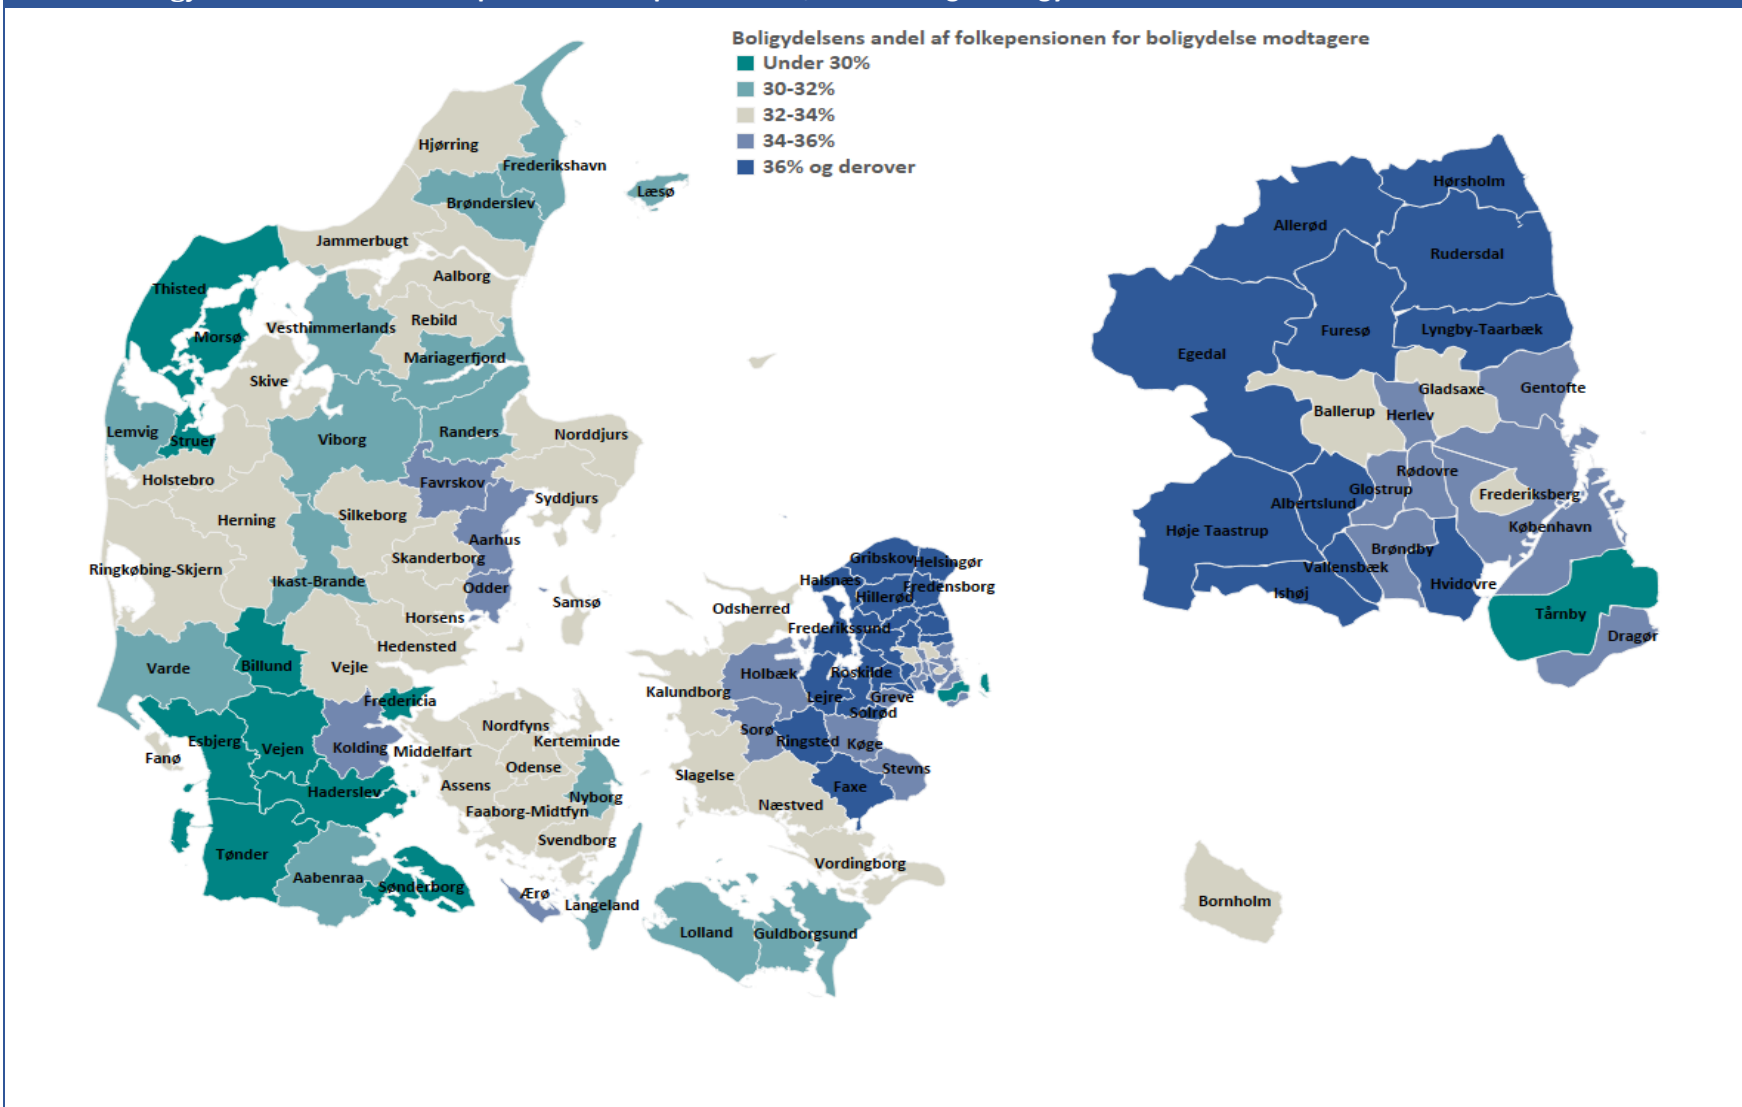 Boligydelsens andel af folkepensionen for boligydelse modtagere
Under 30%
30-32%
32-34%
34-36%
36% og derover
Hjørring
Frederikshavn
Læsø
Brønderslev
Jammerbugt
Aalborg
Thisted
Rebild
Vesthimmerlands
Morsø
Mariagerfjord
Skive
Lemvig
Struer
Viborg
Randers
Norddjurs
Holstebro
Favrskov
Syddjurs
Herning
Silkeborg
Aarhus
Skanderborg
Ringkøbing-Skjern
Ikast-Brande
Odder
Samsø
Horsens
Hedensted
Varde
Billund
Vejle
Fredericia
Esbjerg
Vejen
Kolding
Fanø
Haderslev
Tønder
Aabenraa
Sønderborg
Nordfyns
Kerteminde
Middelfart
Odense
Assens
Nyborg
Faaborg-Midtfyn
Svendborg
Ærø
Langeland
Gribskov
Helsingør
Halsnæs
Fredensborg
Hillerød
Odsherred
Frederikssund
Holbæk
Roskilde
Kalundborg
Lejre
Greve
Solrød
Sorø
Ringsted
Køge
Stevns
Slagelse
Faxe
Næstved
Vordingborg
Lolland
Guldborgsund
Hørsholm
Allerød
Rudersdal
Furesø
Lyngby-Taarbæk
Egedal
Gladsaxe
Gentofte
Ballerup
Herlev
Rødovre
Glostrup
Frederiksberg
Albertslund
Høje Taastrup
København
Brøndby
Vallensbæk
Hvidovre
Ishøj
Tårnby
Dragør
Bornholm